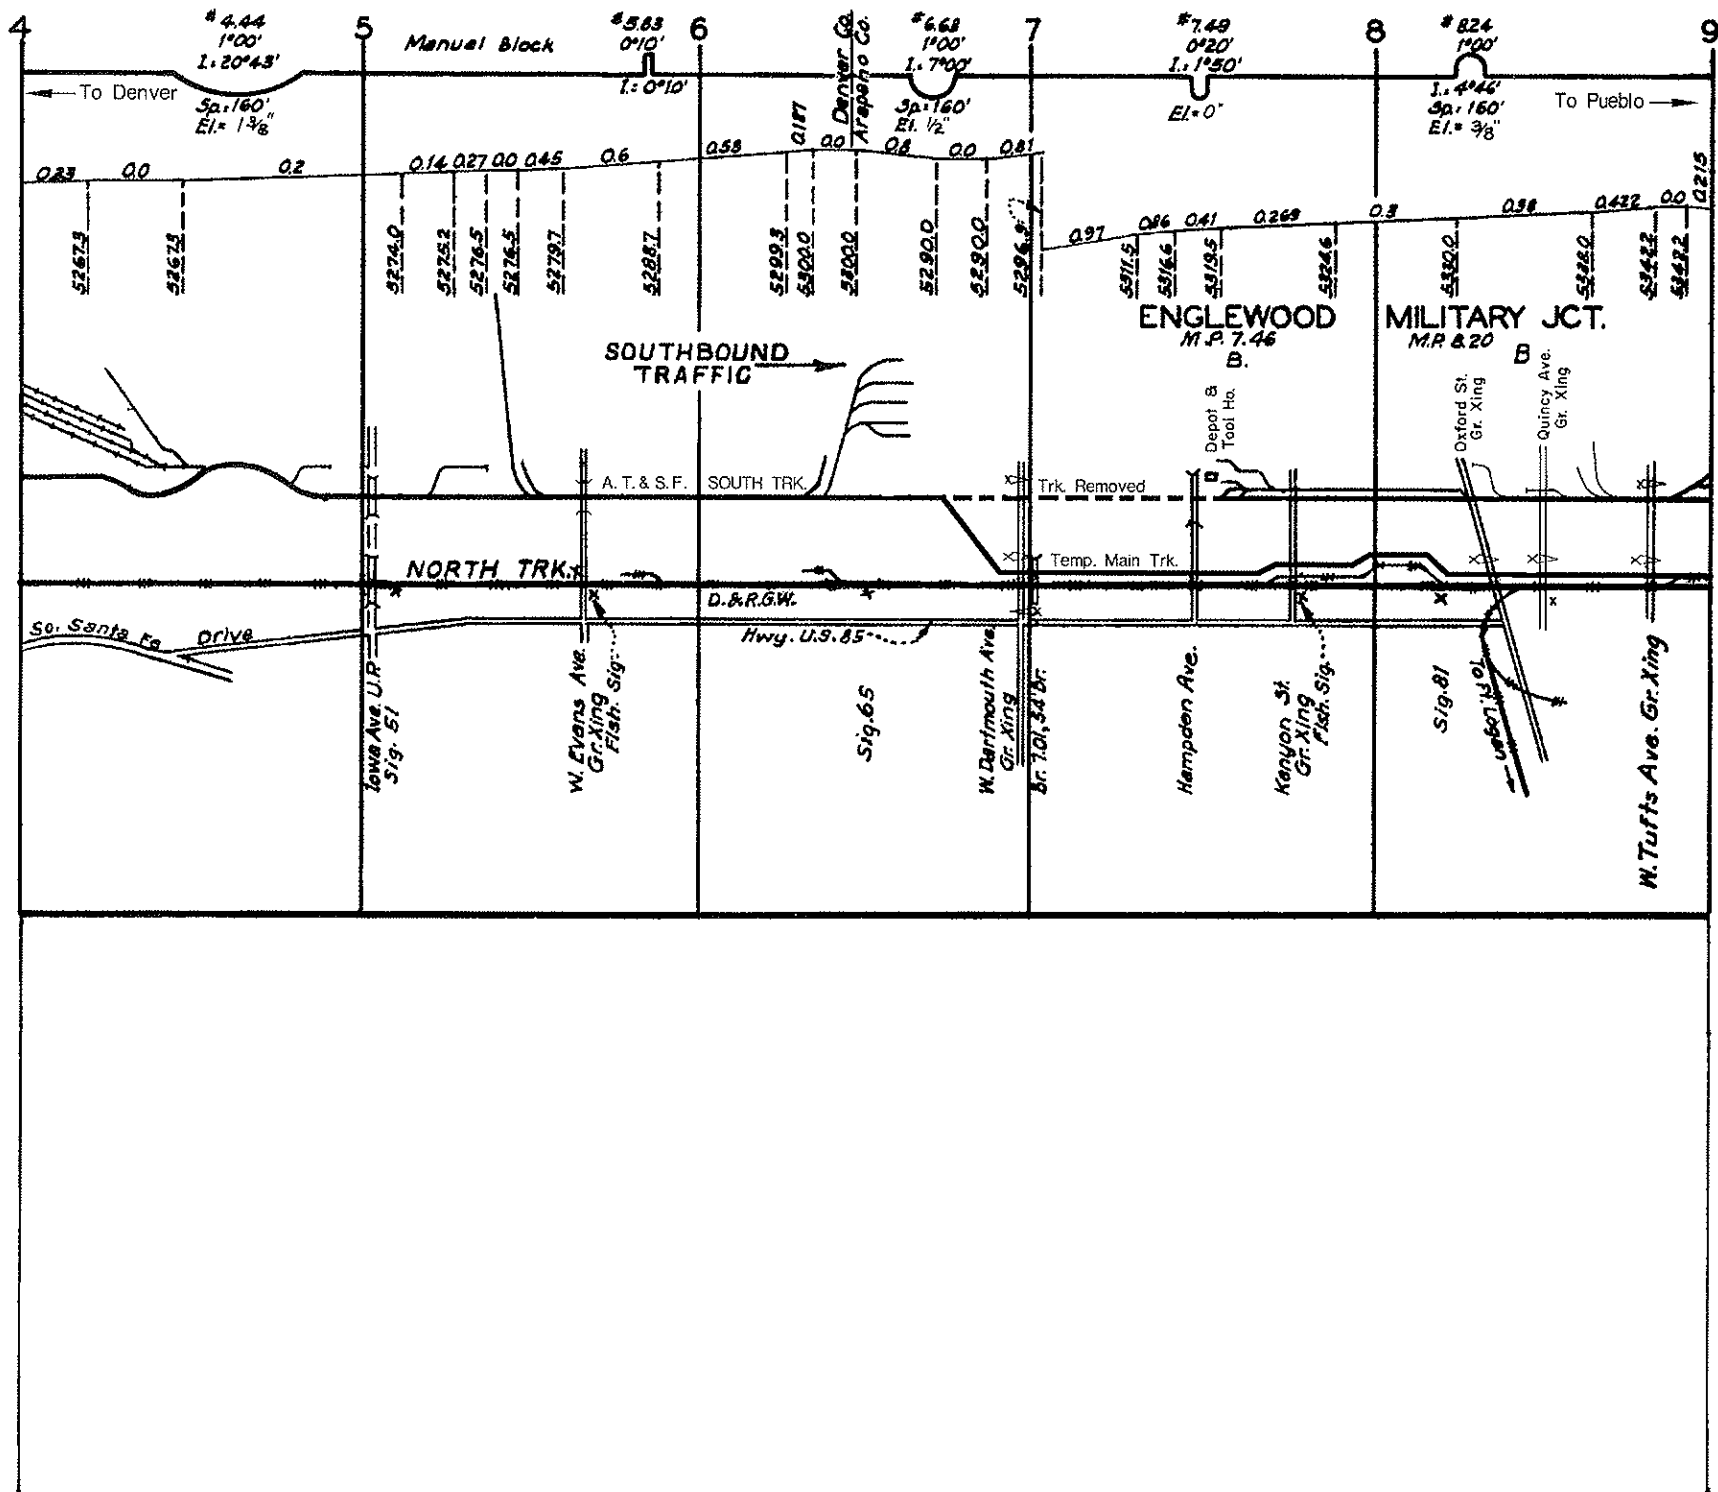 4
5
6
7
8
9
# 4.44
1°00'
I.= 20°43'
Sp.= 160'
El.= 1 3/8"
Manual Block
# 5.83
0°10'
I.= 0°10'
Denver Co.
Arapaho Co.
# 6.68
1°00'
I.= 7°00'
Sp.= 160'
El. 1/2"
# 7.49
0°20'
I.= 1°50'
El.= 0"
# 8.24
1°00'
I.= 4°46'
Sp.= 160'
El.= 3/8"
To Denver
To Pueblo
0.23
0.0
0.2
0.14
0.27
0.0
0.45
0.6
0.58
0.187
0.0
0.8
0.0
0.81
0.97
0.86
0.41
0.269
0.3
0.38
0.422
0.0
0.215
5267.3
5267.3
5274.0
5275.2
5276.5
5276.5
5279.7
5288.7
5299.3
5300.0
5300.0
5290.0
5290.0
5296.9
5311.5
5316.6
5319.5
5324.6
5330.0
5338.0
5342.2
5342.2
ENGLEWOOD
M.P. 7.46
B.
MILITARY JCT.
M.P. 8.20
B
SOUTHBOUND
TRAFFIC
Depot &
Tool Ho.
Oxford St.
Gr. Xing
Quincy Ave.
Gr. Xing
A. T. & S. F.
SOUTH TRK.
Trk. Removed
NORTH TRK.
Temp. Main Trk.
D. & R.G.W.
So. Santa Fe Drive
Hwy. U.S. 85
Iowa Ave. U.P.
Sig. 51
W. Evans Ave.
Gr. Xing
Flsh. Sig.
Sig. 65
W. Dartmouth Ave.
Gr. Xing
Br. 7.01, 54' Br.
Hampden Ave.
Kenyon St.
Gr. Xing
Flsh. Sig.
Sig. 81
To Ft. Logan
W. Tufts Ave. Gr. Xing